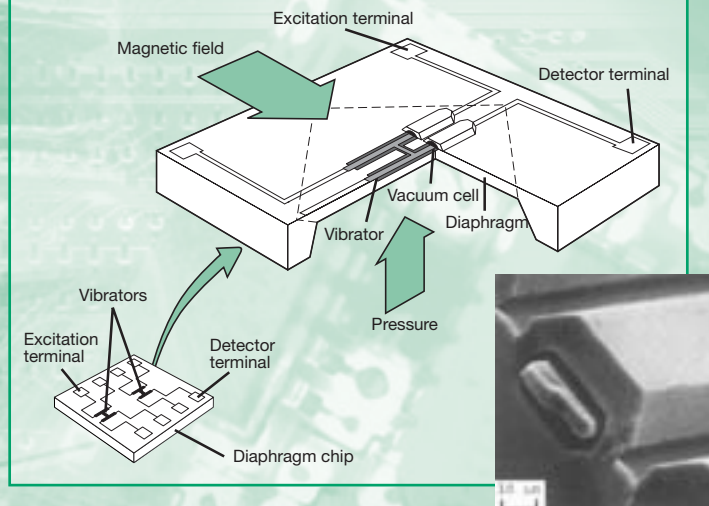 Excitation terminal
Magnetic field
Detector terminal
Vacuum cell
Diaphragm
Vibrator
Pressure
Vibrators
Excitation
terminal
Detector
terminal
Diaphragm chip